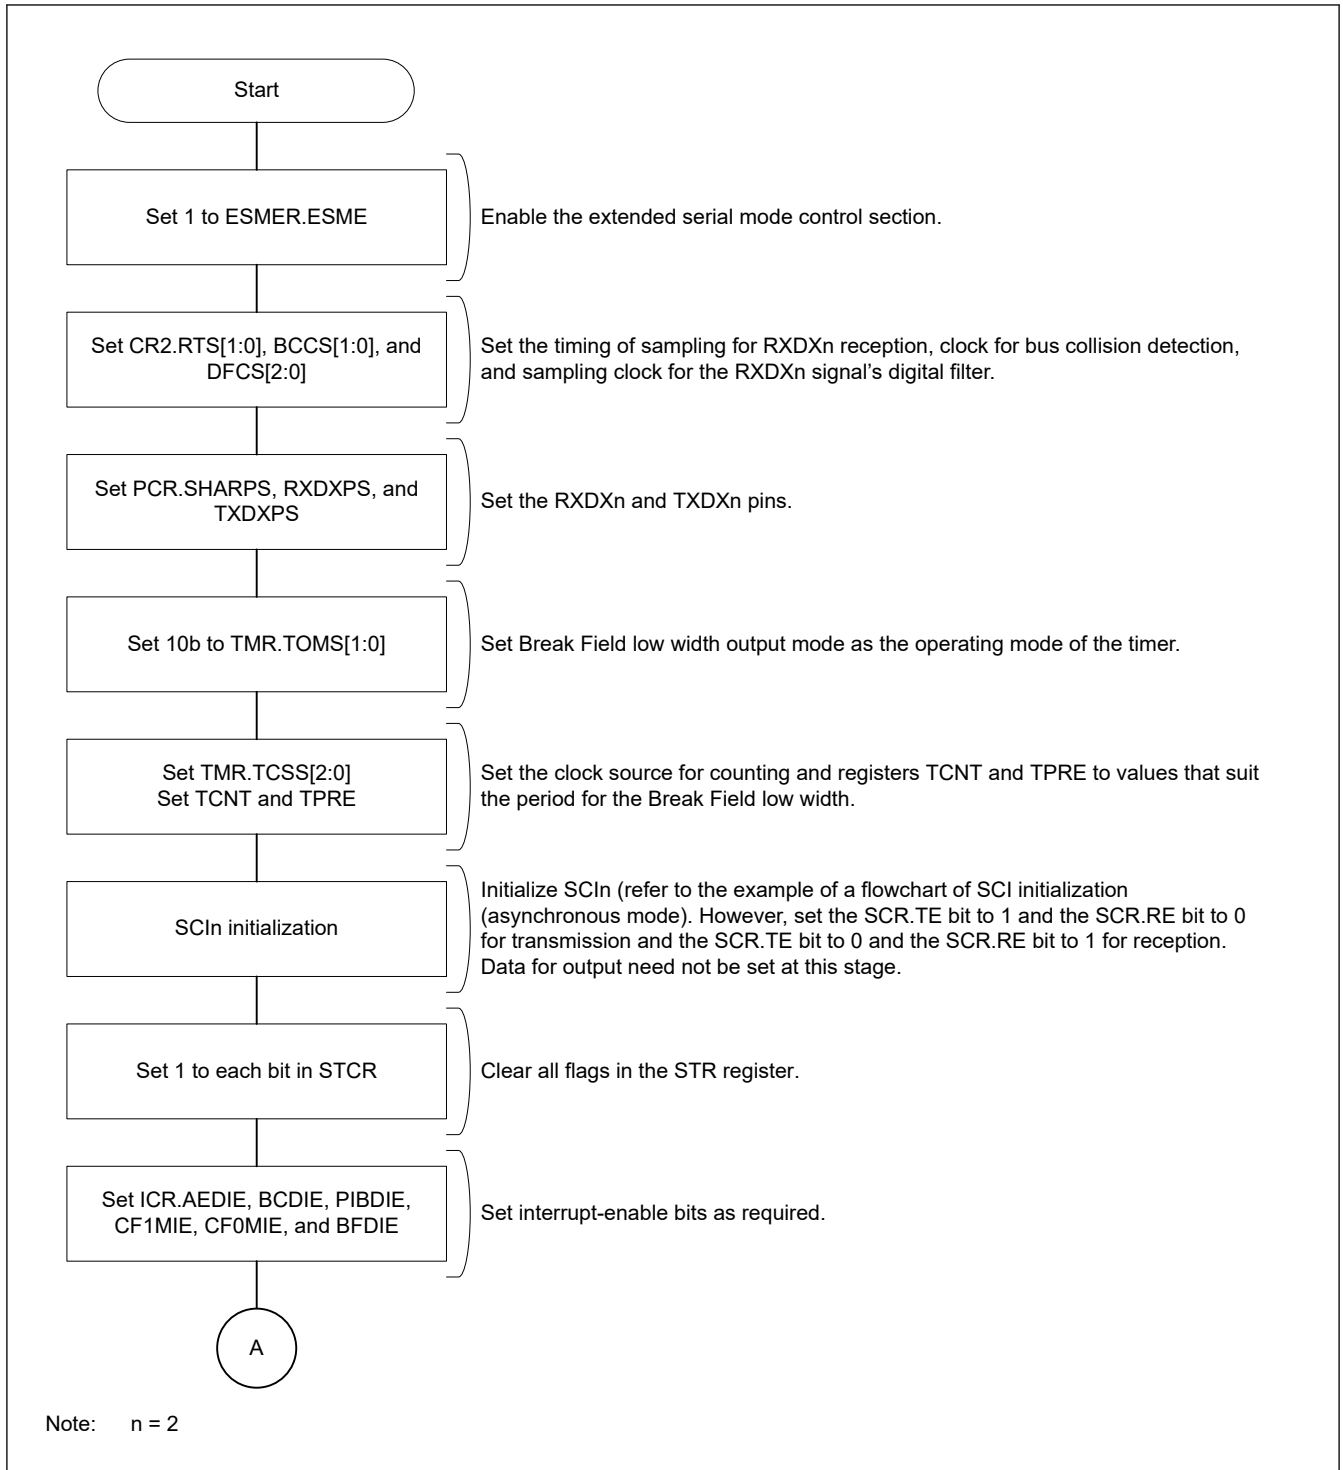 Start
Set 1 to ESMER.ESME
Enable the extended serial mode control section.
Set CR2.RTS[1:0], BCCS[1:0], and
DFCS[2:0]
Set the timing of sampling for RXDXn reception, clock for bus collision detection,
and sampling clock for the RXDXn signal’s digital filter.
Set PCR.SHARPS, RXDXPS, and
TXDXPS
Set the RXDXn and TXDXn pins.
Set 10b to TMR.TOMS[1:0]
Set Break Field low width output mode as the operating mode of the timer.
Set TMR.TCSS[2:0]
Set TCNT and TPRE
Set the clock source for counting and registers TCNT and TPRE to values that suit
the period for the Break Field low width.
SCIn initialization
Initialize SCIn (refer to the example of a flowchart of SCI initialization
(asynchronous mode). However, set the SCR.TE bit to 1 and the SCR.RE bit to 0
for transmission and the SCR.TE bit to 0 and the SCR.RE bit to 1 for reception.
Data for output need not be set at this stage.
Set 1 to each bit in STCR
Clear all flags in the STR register.
Set ICR.AEDIE, BCDIE, PIBDIE,
CF1MIE, CF0MIE, and BFDIE
Set interrupt-enable bits as required.
A
Note: n = 2